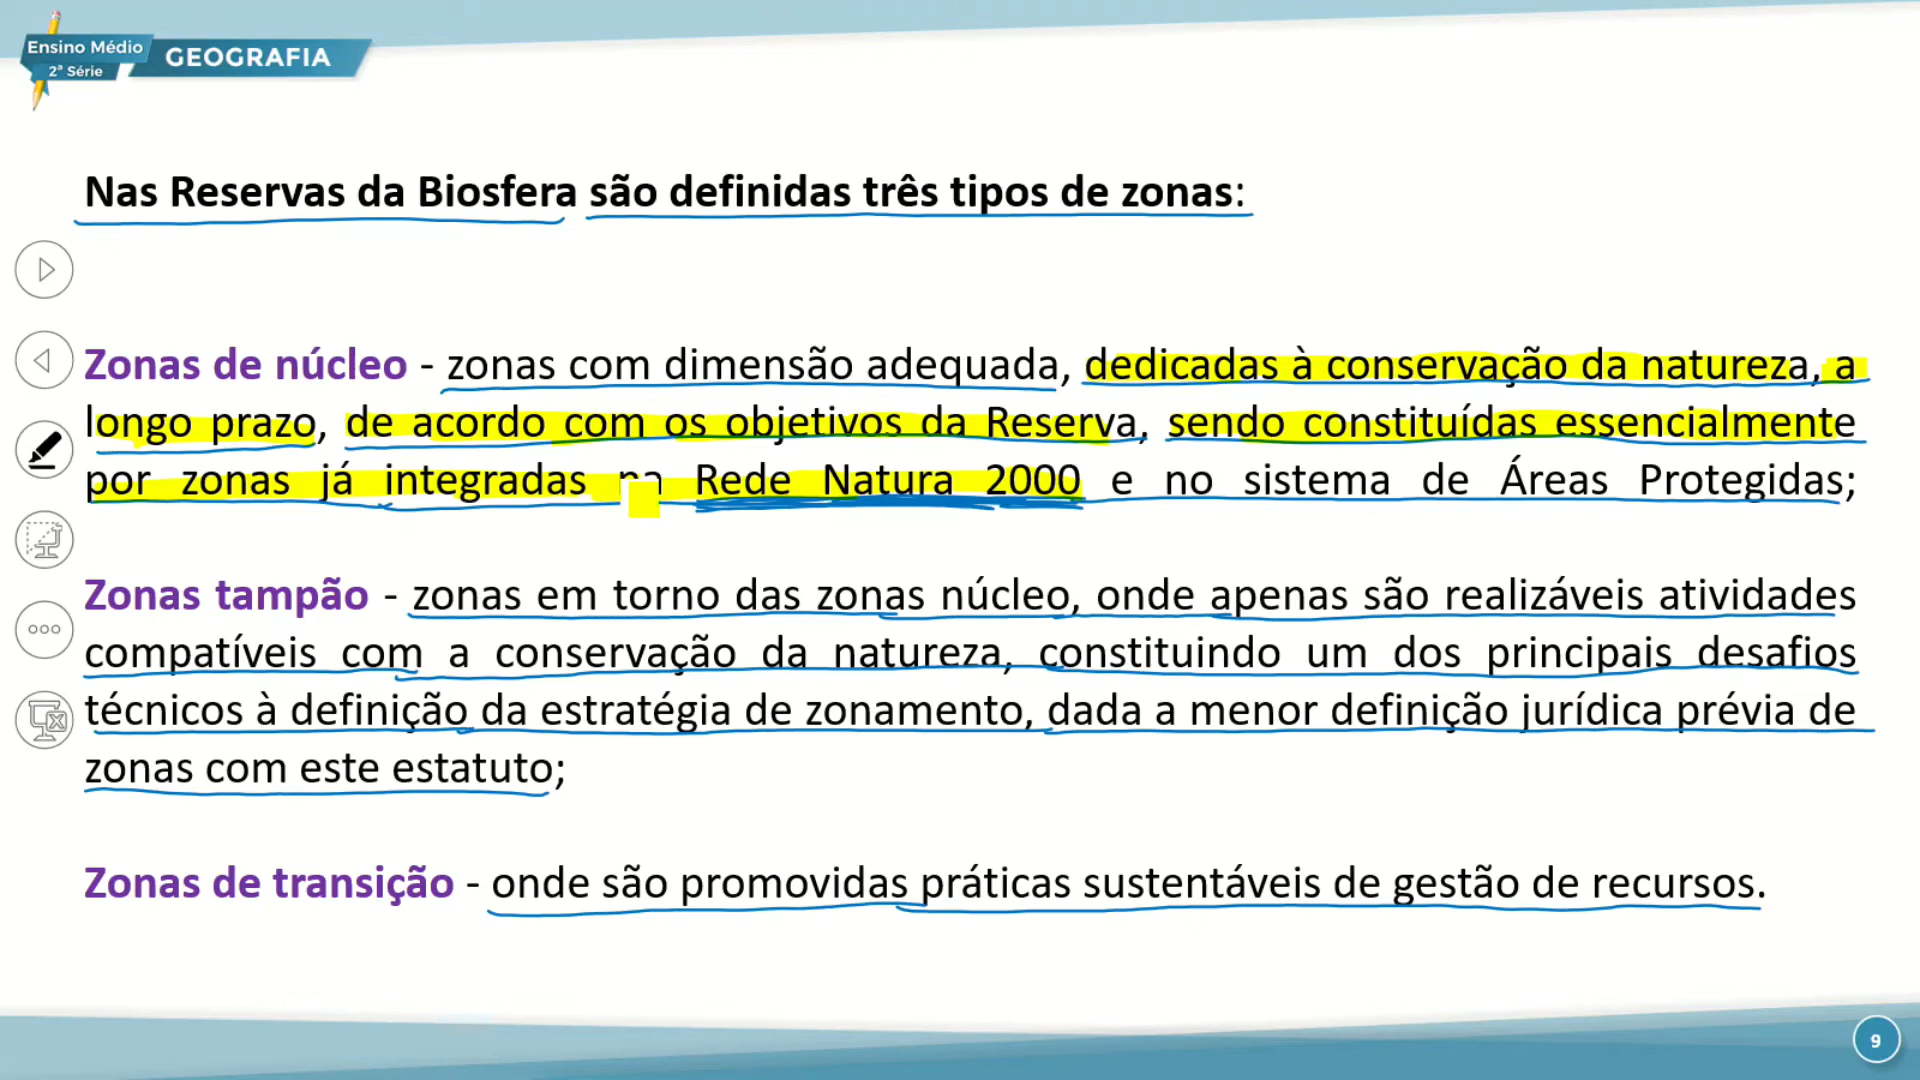 Ensino Médio
2ª Série
GEOGRAFIA
Nas Reservas da Biosfera são definidas três tipos de zonas:
Zonas de núcleo - zonas com dimensão adequada, dedicadas à conservação da natureza, a
longo prazo, de acordo com os objetivos da Reserva, sendo constituídas essencialmente
por zonas já integradas na Rede Natura 2000 e no sistema de Áreas Protegidas;
Zonas tampão - zonas em torno das zonas núcleo, onde apenas são realizáveis atividades
compatíveis com a conservação da natureza, constituindo um dos principais desafios
técnicos à definição da estratégia de zonamento, dada a menor definição jurídica prévia de
zonas com este estatuto;
Zonas de transição - onde são promovidas práticas sustentáveis de gestão de recursos.
9